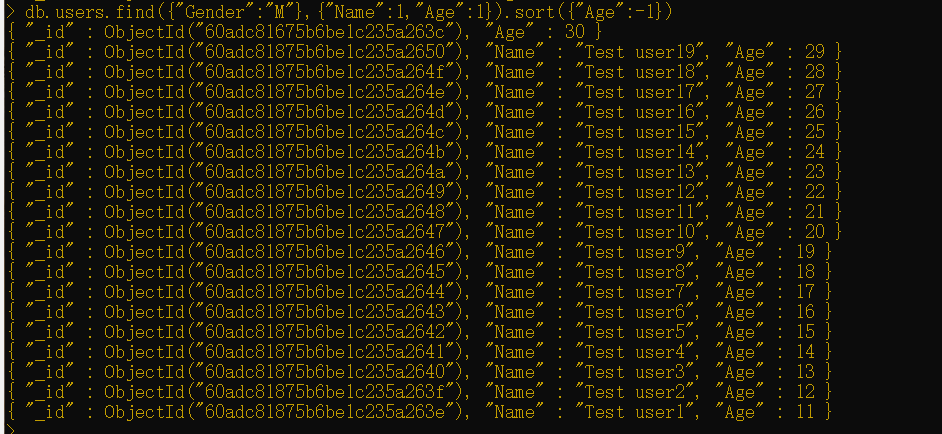 > db.users.find({"Gender":"M"},{"Name":1,"Age":1}).sort({"Age":-1})
{ "_id" : ObjectId("60adc81675b6be1c235a263c"), "Age" : 30 }
{ "_id" : ObjectId("60adc81875b6be1c235a2650"), "Name" : "Test user19", "Age" : 29 }
{ "_id" : ObjectId("60adc81875b6be1c235a264f"), "Name" : "Test user18", "Age" : 28 }
{ "_id" : ObjectId("60adc81875b6be1c235a264e"), "Name" : "Test user17", "Age" : 27 }
{ "_id" : ObjectId("60adc81875b6be1c235a264d"), "Name" : "Test user16", "Age" : 26 }
{ "_id" : ObjectId("60adc81875b6be1c235a264c"), "Name" : "Test user15", "Age" : 25 }
{ "_id" : ObjectId("60adc81875b6be1c235a264b"), "Name" : "Test user14", "Age" : 24 }
{ "_id" : ObjectId("60adc81875b6be1c235a264a"), "Name" : "Test user13", "Age" : 23 }
{ "_id" : ObjectId("60adc81875b6be1c235a2649"), "Name" : "Test user12", "Age" : 22 }
{ "_id" : ObjectId("60adc81875b6be1c235a2648"), "Name" : "Test user11", "Age" : 21 }
{ "_id" : ObjectId("60adc81875b6be1c235a2647"), "Name" : "Test user10", "Age" : 20 }
{ "_id" : ObjectId("60adc81875b6be1c235a2646"), "Name" : "Test user9", "Age" : 19 }
{ "_id" : ObjectId("60adc81875b6be1c235a2645"), "Name" : "Test user8", "Age" : 18 }
{ "_id" : ObjectId("60adc81875b6be1c235a2644"), "Name" : "Test user7", "Age" : 17 }
{ "_id" : ObjectId("60adc81875b6be1c235a2643"), "Name" : "Test user6", "Age" : 16 }
{ "_id" : ObjectId("60adc81875b6be1c235a2642"), "Name" : "Test user5", "Age" : 15 }
{ "_id" : ObjectId("60adc81875b6be1c235a2641"), "Name" : "Test user4", "Age" : 14 }
{ "_id" : ObjectId("60adc81875b6be1c235a2640"), "Name" : "Test user3", "Age" : 13 }
{ "_id" : ObjectId("60adc81875b6be1c235a263f"), "Name" : "Test user2", "Age" : 12 }
{ "_id" : ObjectId("60adc81875b6be1c235a263e"), "Name" : "Test user1", "Age" : 11 }
>